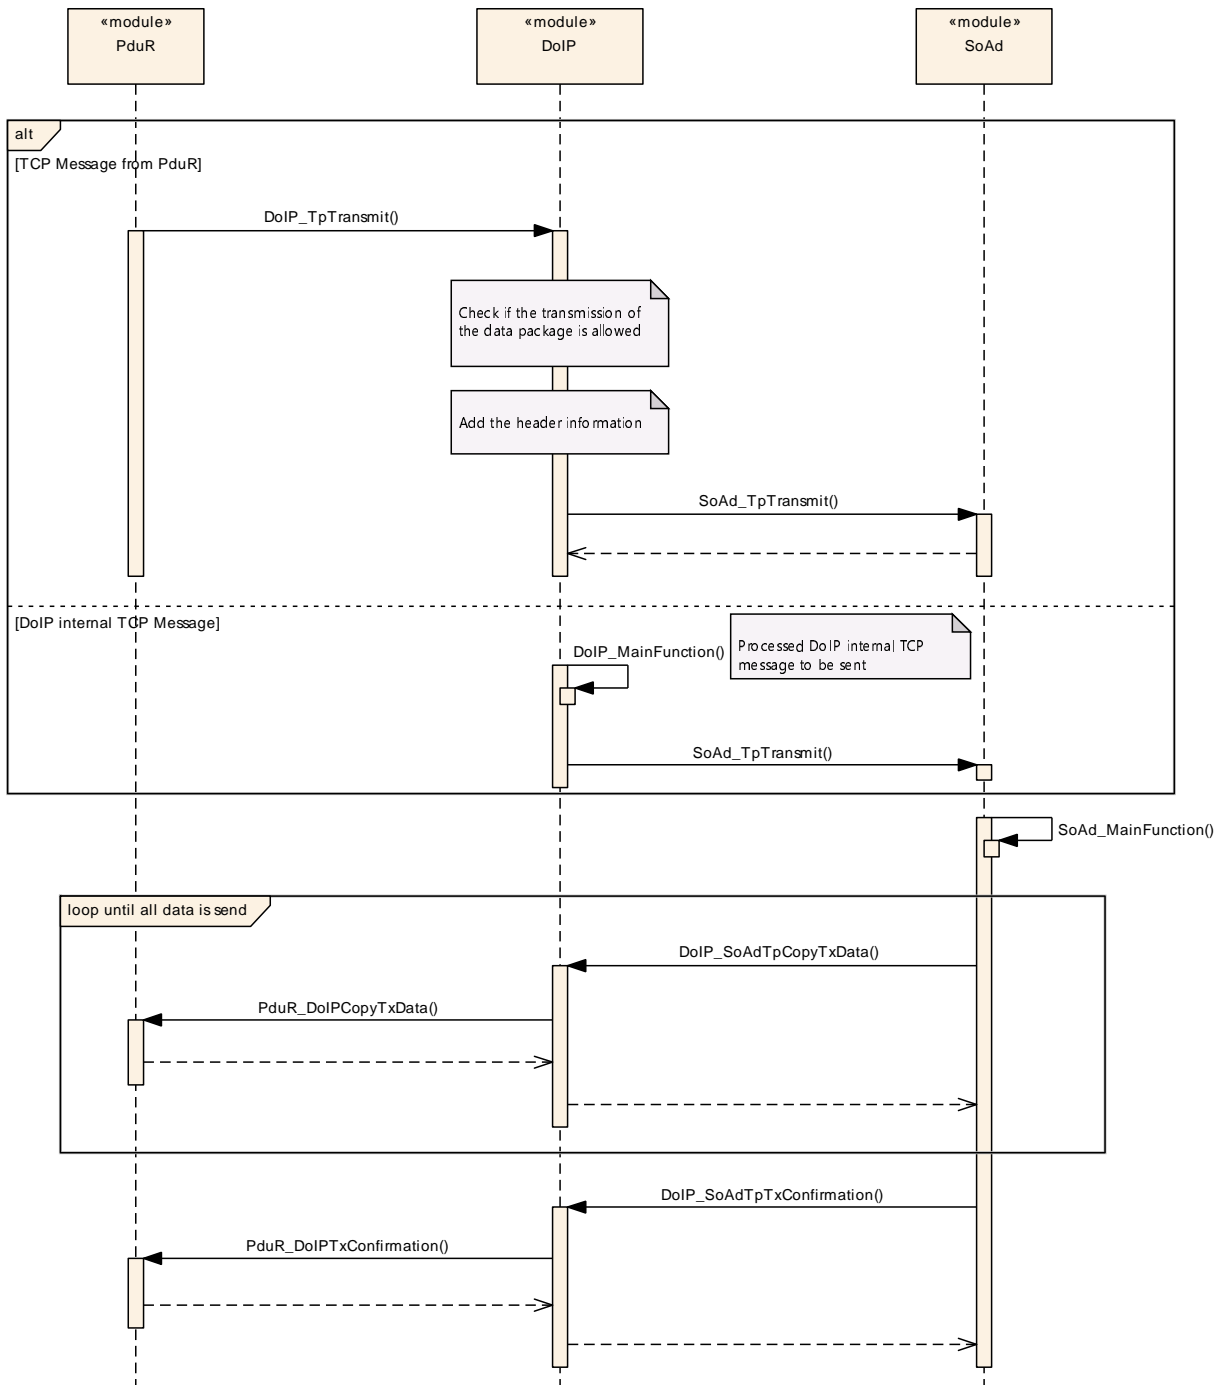 «module»
PduR
«module»
DoIP
«module»
SoAd
alt
[TCP Message from PduR]
DoIP_TpTransmit()
Check if the transmission of
the data package is allowed
Add the header information
SoAd_TpTransmit()
[DoIP internal TCP Message]
DoIP_MainFunction()
Processed DoIP internal TCP
message to be sent
SoAd_TpTransmit()
SoAd_MainFunction()
loop until all data is send
DoIP_SoAdTpCopyTxData()
PduR_DoIPCopyTxData()
DoIP_SoAdTpTxConfirmation()
PduR_DoIPTxConfirmation()